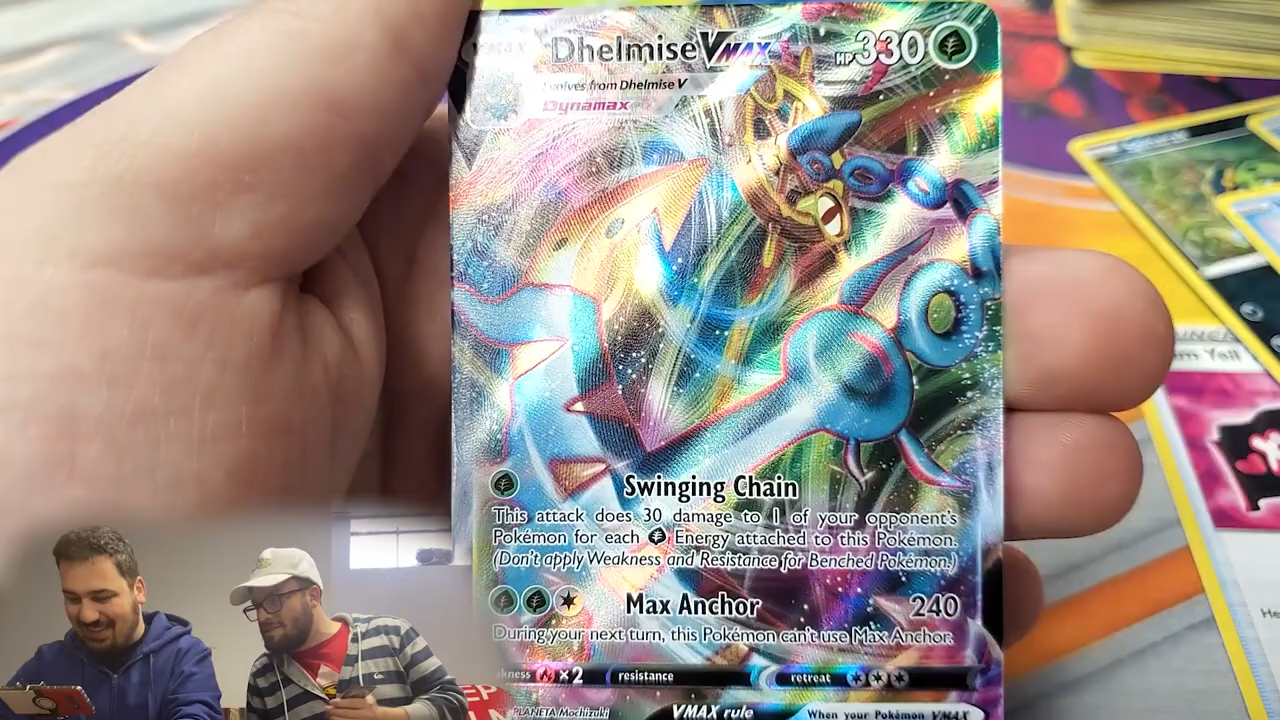 VMAX Dhelmise VMAX HP 330
Evolves from Dhelmise V
Dynamax
Swinging Chain
This attack does 30 damage to 1 of your opponent's
Pokémon for each Energy attached to this Pokémon.
(Don't apply Weakness and Resistance for Benched Pokémon.)
Max Anchor 240
During your next turn, this Pokémon can't use Max Anchor.
×2 resistance retreat
PLANETA Mochizuki VMAX rule When your Pokémon VMAX
Yell